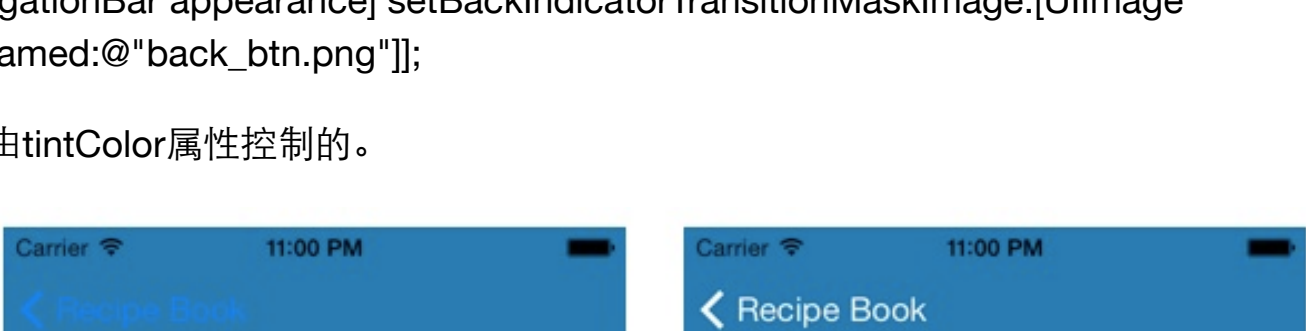 gationBar appearance] setBackIndicatorTransitionMaskImage:[UIImage
amed:@"back_btn.png"]];
由tintColor属性控制的。
Carrier 11:00 PM
Recipe Book
Carrier 11:00 PM
Recipe Book